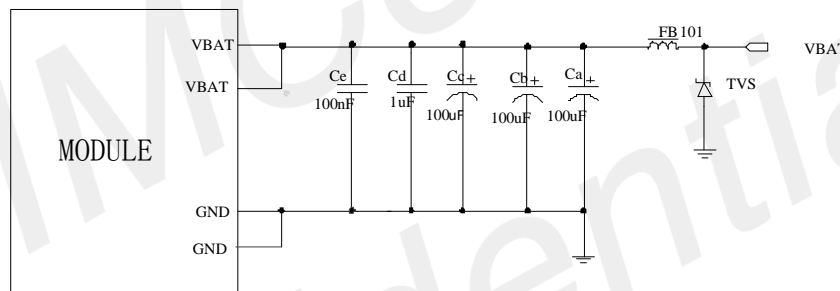 VBAT
VBAT
MODULE
GND
GND
Ce
100nF
Cd
1uF
Cc
+
100uF
Cb
+
100uF
Ca
+
100uF
FB101
TVS
VBAT